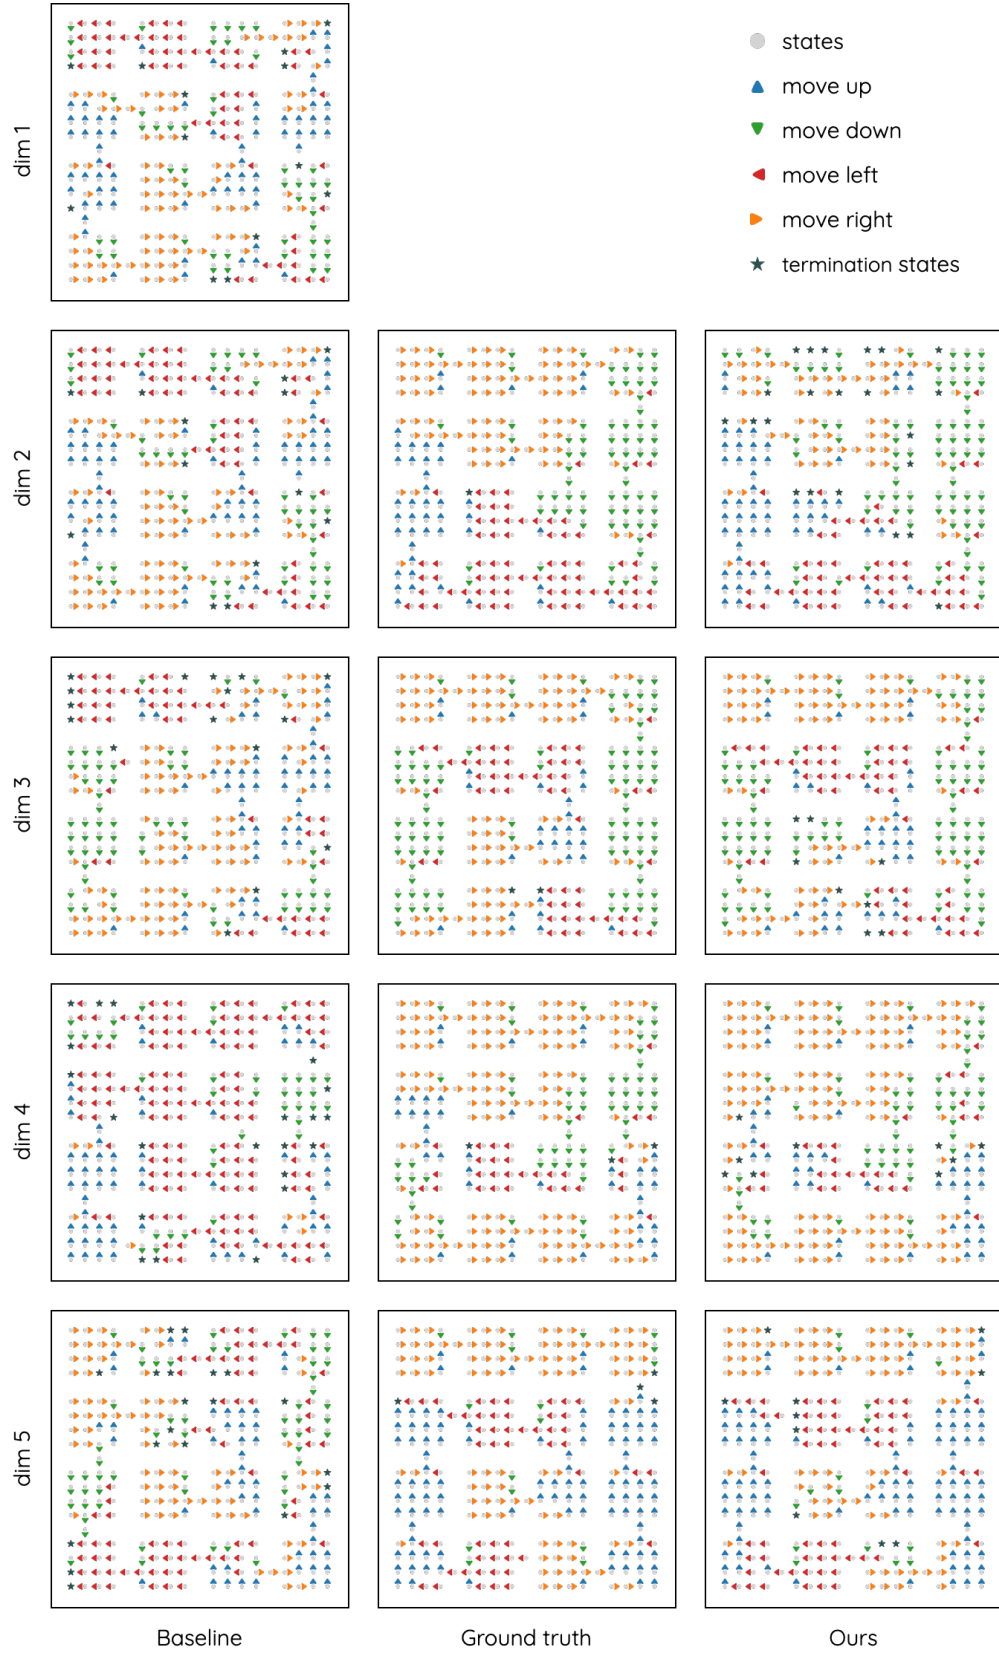 states
move up
move down
move left
move right
termination states
dim 1
dim 2
dim 3
dim 4
dim 5
Baseline
Ground truth
Ours